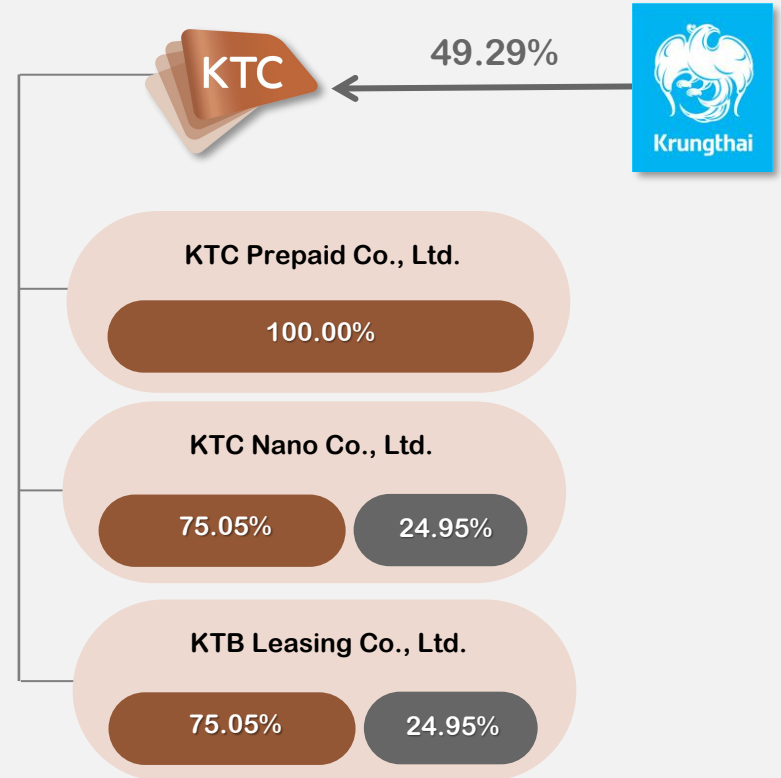 KTC
49.29%
Krungthai
KTC Prepaid Co., Ltd.
100.00%
KTC Nano Co., Ltd.
75.05% 24.95%
KTB Leasing Co., Ltd.
75.05% 24.95%